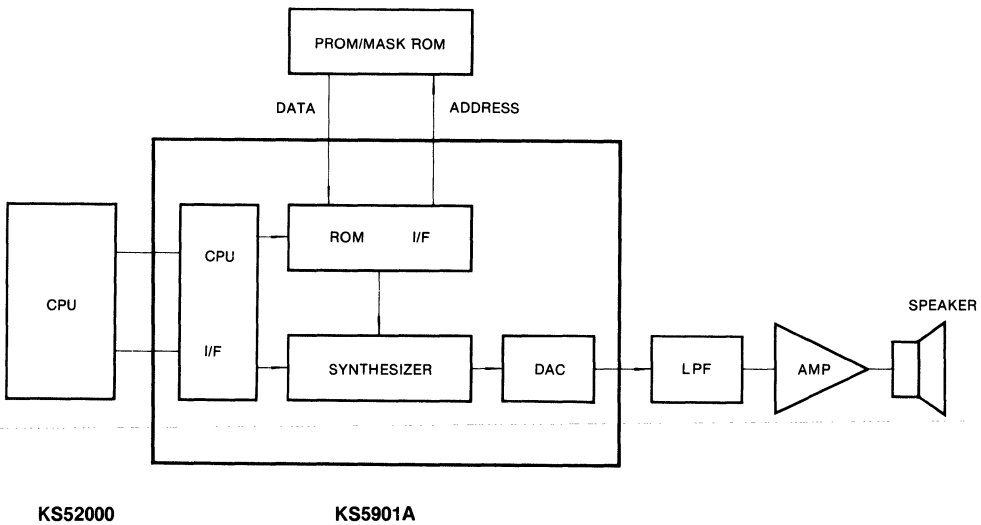 PROM/MASK ROM
DATA
ADDRESS
ROM I/F
CPU
CPU
I/F
SPEAKER
SYNTHESIZER
DAC
LPF
AMP
KS52000
KS5901A